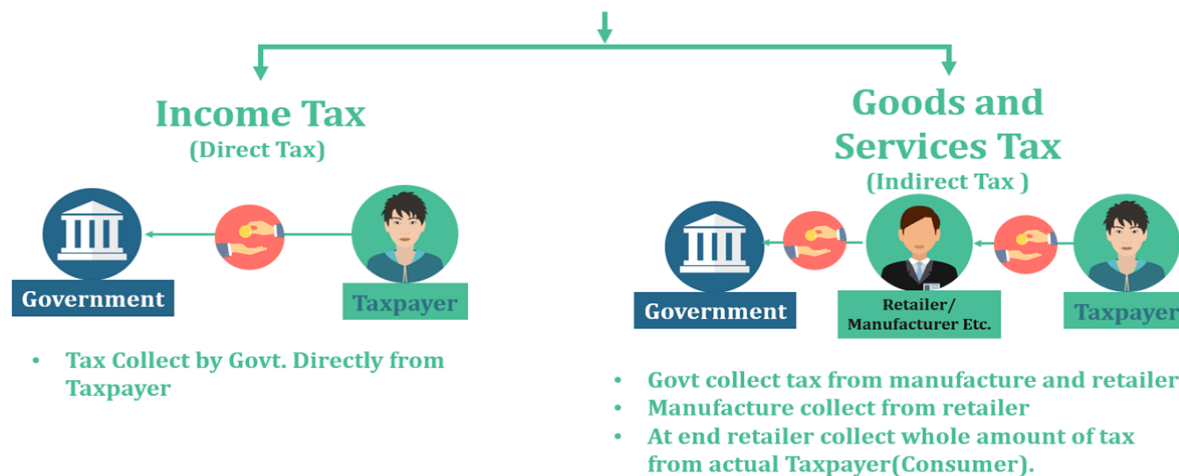 Income Tax
(Direct Tax)
Government
Taxpayer
• Tax Collect by Govt. Directly from
Taxpayer
Goods and
Services Tax
(Indirect Tax )
Government
Retailer/
Manufacturer Etc.
Taxpayer
• Govt collect tax from manufacture and retailer
• Manufacture collect from retailer
• At end retailer collect whole amount of tax
from actual Taxpayer(Consumer).